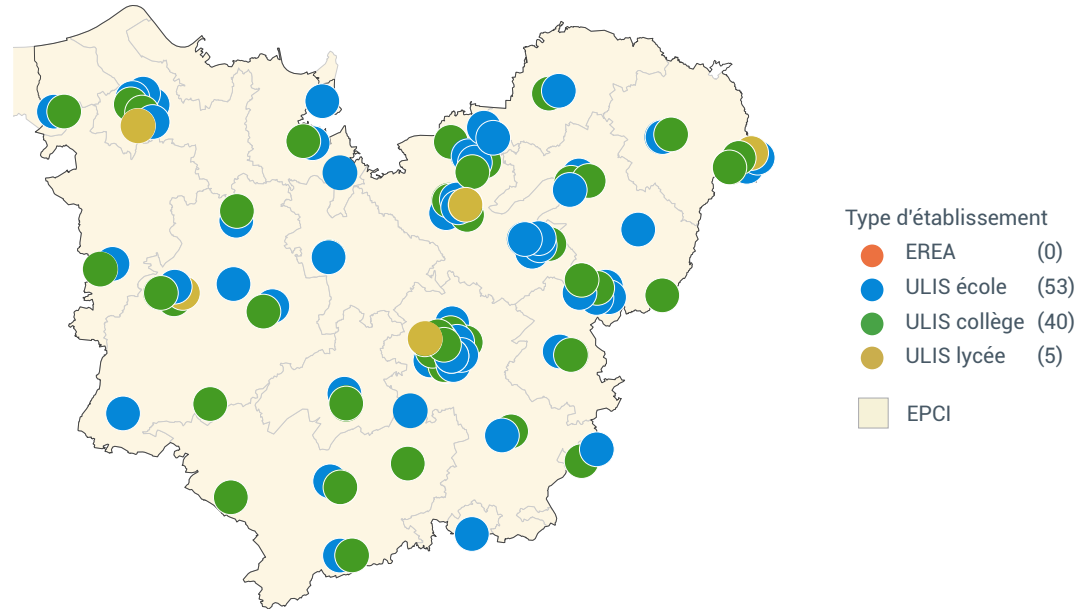 Type d'établissement
EREA (0)
ULIS école (53)
ULIS collège (40)
ULIS lycée (5)
EPCI